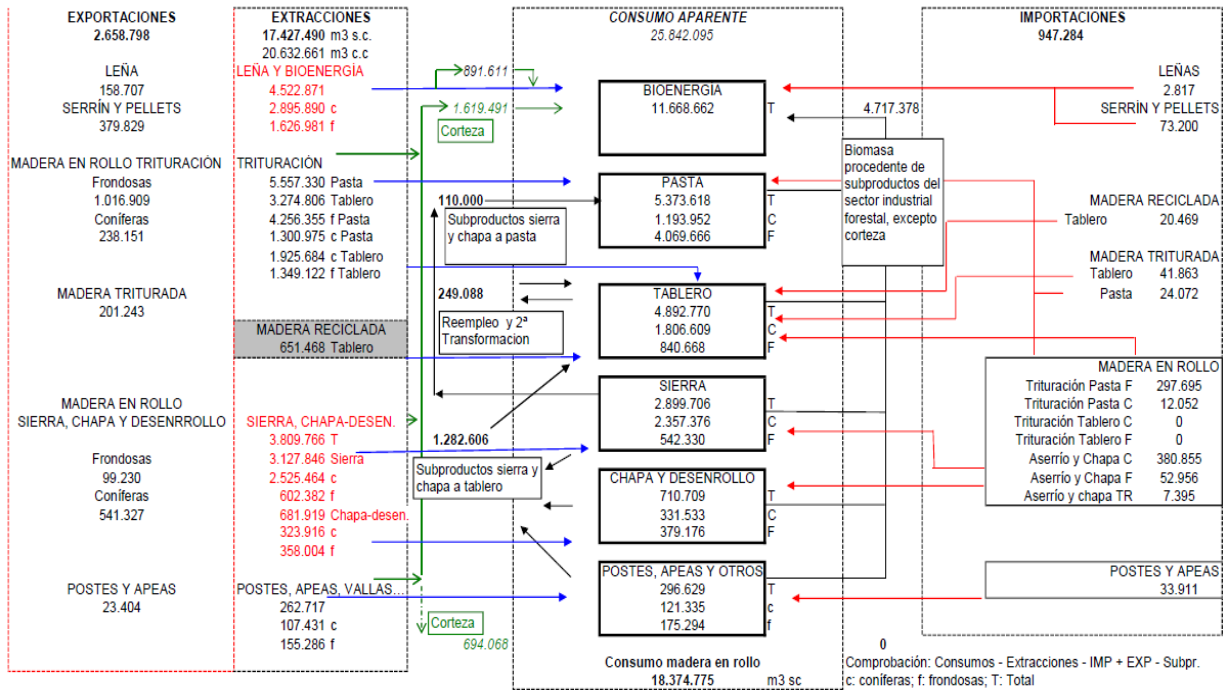 EXPORTACIONES
2.658.798
LEÑA
158.707
SERRÍN Y PELLETS
379.829
MADERA EN ROLLO TRITURACIÓN
Frondosas
1.016.909
Coníferas
238.151
MADERA TRITURADA
201.243
MADERA EN ROLLO
SIERRA, CHAPA Y DESENRROLLO
Frondosas
99.230
Coníferas
541.327
POSTES Y APEAS
23.404
EXTRACCIONES
17.427.490 m3 s.c.
20.632.661 m3 c.c
LEÑA Y BIOENERGÍA
4.522.871
2.895.890 c
1.626.981 f
TRITURACIÓN
5.557.330 Pasta
3.274.806 Tablero
4.256.355 f Pasta
1.300.975 c Pasta
1.925.684 c Tablero
1.349.122 f Tablero
MADERA RECICLADA
651.468 Tablero
SIERRA, CHAPA-DESEN.
3.809.766 T
3.127.846 Sierra
2.525.464 c
602.382 f
681.919 Chapa-desen.
323.916 c
358.004 f
POSTES, APEAS, VALLAS...
262.717
107.431 c
155.286 f
891.611
1.619.491
Corteza
110.000
Subproductos sierra
y chapa a pasta
249.088
Reempleo y 2ª
Transformacion
1.282.606
Subproductos sierra y
chapa a tablero
Corteza
694.068
CONSUMO APARENTE
25.842.095
BIOENERGÍA
11.668.662 T
PASTA
5.373.618 T
1.193.952 C
4.069.666 F
TABLERO
4.892.770 T
1.806.609 C
840.668 F
SIERRA
2.899.706 T
2.357.376 C
542.330 F
CHAPA Y DESENROLLO
710.709 T
331.533 C
379.176 F
POSTES, APEAS Y OTROS
296.629 T
121.335 c
175.294 f
Consumo madera en rollo
18.374.775 m3 sc
4.717.378
Biomasa
procedente de
subproductos del
sector industrial
forestal, excepto
corteza
IMPORTACIONES
947.284
LEÑAS
2.817
SERRÍN Y PELLETS
73.200
MADERA RECICLADA
Tablero 20.469
MADERA TRITURADA
Tablero 41.863
Pasta 24.072
MADERA EN ROLLO
Trituración Pasta F 297.695
Trituración Pasta C 12.052
Trituración Tablero C 0
Trituración Tablero F 0
Aserrío y Chapa C 380.855
Aserrío y Chapa F 52.956
Aserrío y chapa TR 7.395
POSTES Y APEAS
33.911
0
Comprobación: Consumos - Extracciones - IMP + EXP - Subpr.
c: coníferas; f: frondosas; T: Total